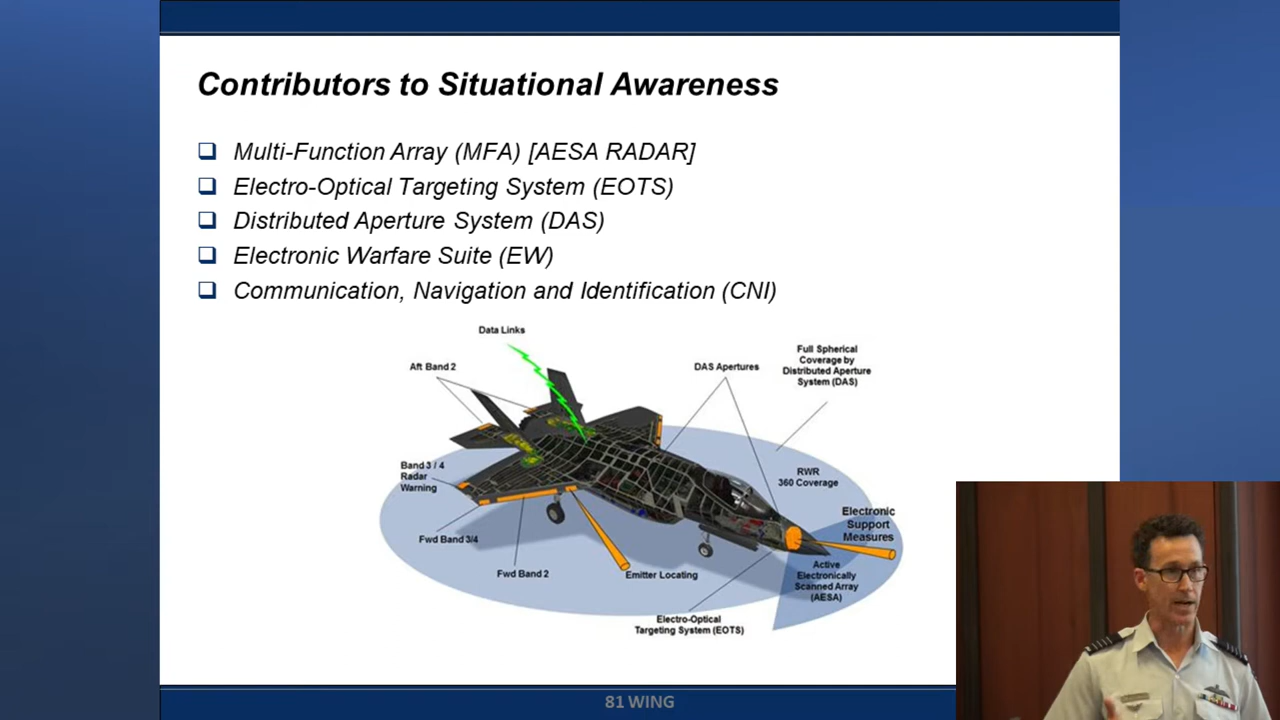 Contributors to Situational Awareness
Multi-Function Array (MFA) [AESA RADAR]
Electro-Optical Targeting System (EOTS)
Distributed Aperture System (DAS)
Electronic Warfare Suite (EW)
Communication, Navigation and Identification (CNI)
Data Links
Aft Band 2
DAS Apertures
Full Spherical
Coverage by
Distributed Aperture
System (DAS)
Band 3 / 4
Radar
Warning
RWR
360 Coverage
Electronic
Support
Measures
Fwd Band 3/4
Fwd Band 2
Emitter Locating
Active
Electronically
Scanned Array
(AESA)
Electro-Optical
Targeting System (EOTS)
81 WING